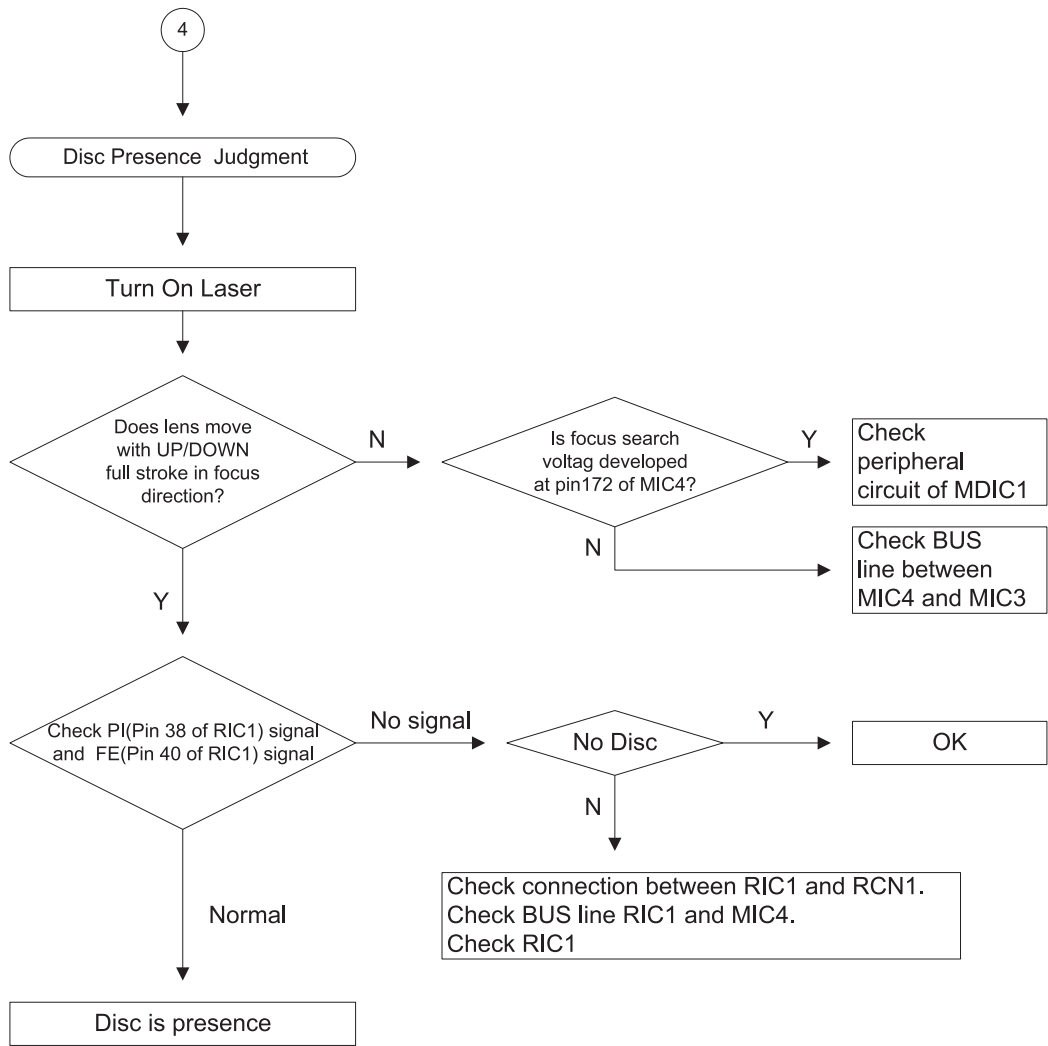 4
Disc Presence Judgment
Turn On Laser
Does lens move
with UP/DOWN
full stroke in focus
direction?
N
Is focus search
voltag developed
at pin172 of MIC4?
Y
Check
peripheral
circuit of MDIC1
N
Check BUS
line between
MIC4 and MIC3
Y
Check PI(Pin 38 of RIC1) signal
and FE(Pin 40 of RIC1) signal
No signal
No Disc
Y
OK
N
Check connection between RIC1 and RCN1.
Check BUS line RIC1 and MIC4.
Check RIC1
Normal
Disc is presence